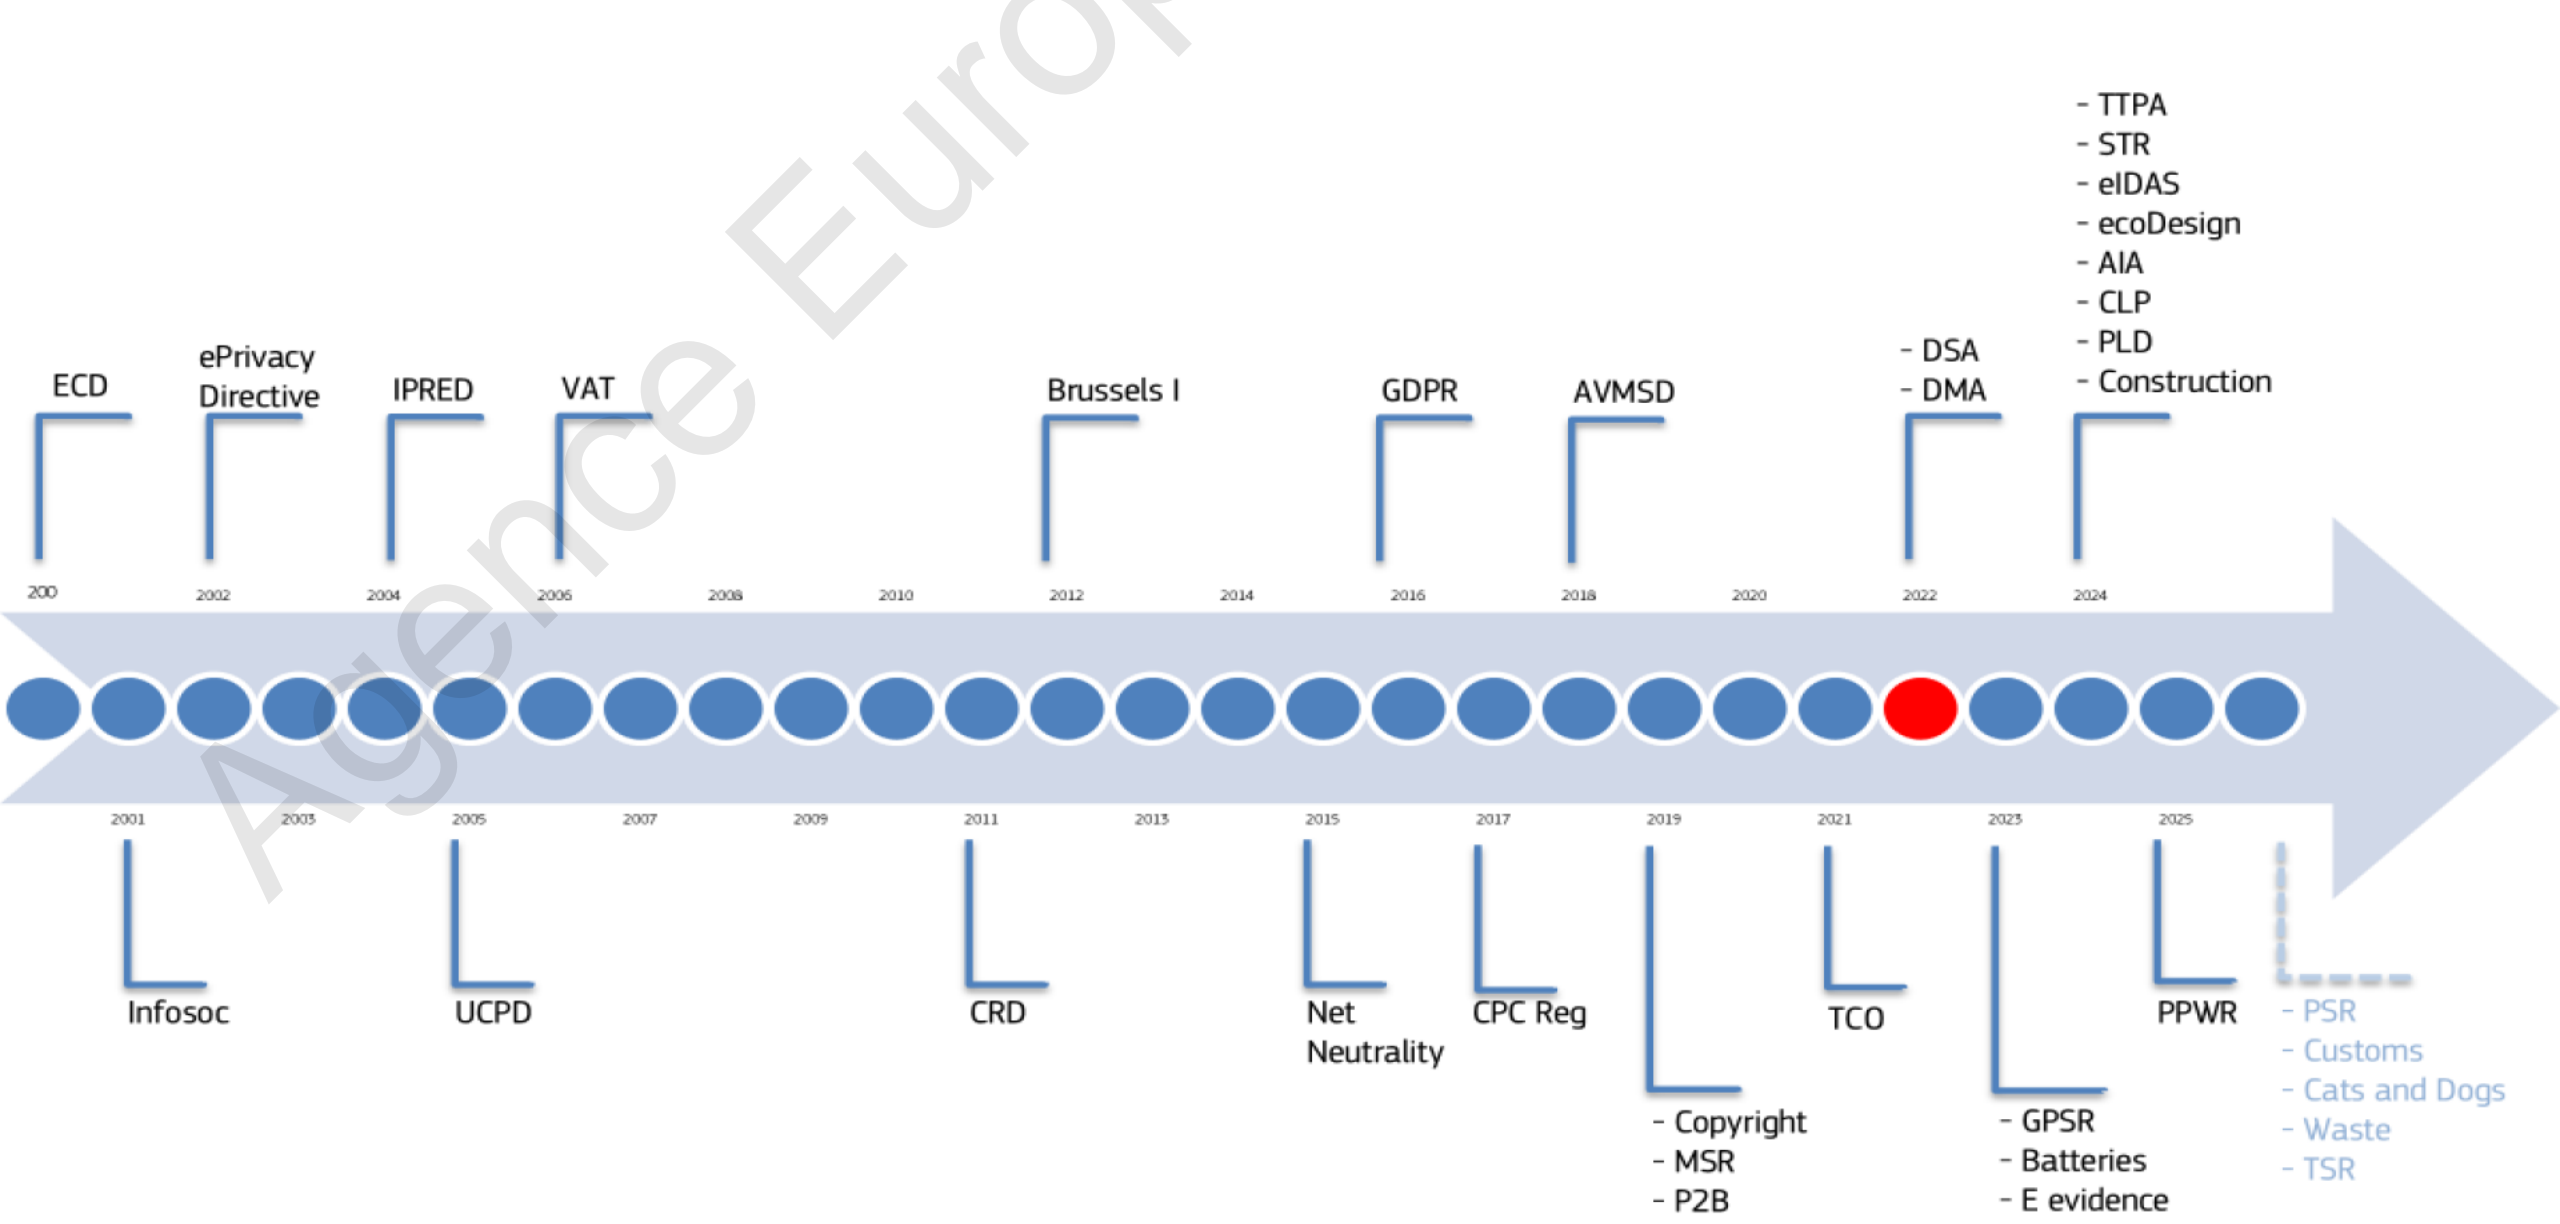 - TTPA
- STR
- eIDAS
- ecoDesign
- AIA
- CLP
- PLD
- Construction
- DSA
- DMA
ECD
ePrivacy
Directive
IPRED
VAT
Brussels I
GDPR
AVMSD
200
2002
2004
2006
2008
2010
2012
2014
2016
2018
2020
2022
2024
2001
2003
2005
2007
2009
2011
2013
2015
2017
2019
2021
2023
2025
Infosoc
UCPD
CRD
Net
Neutrality
CPC Reg
TCO
PPWR
- Copyright
- MSR
- P2B
- GPSR
- Batteries
- E evidence
- PSR
- Customs
- Cats and Dogs
- Waste
- TSR
Agence Europ